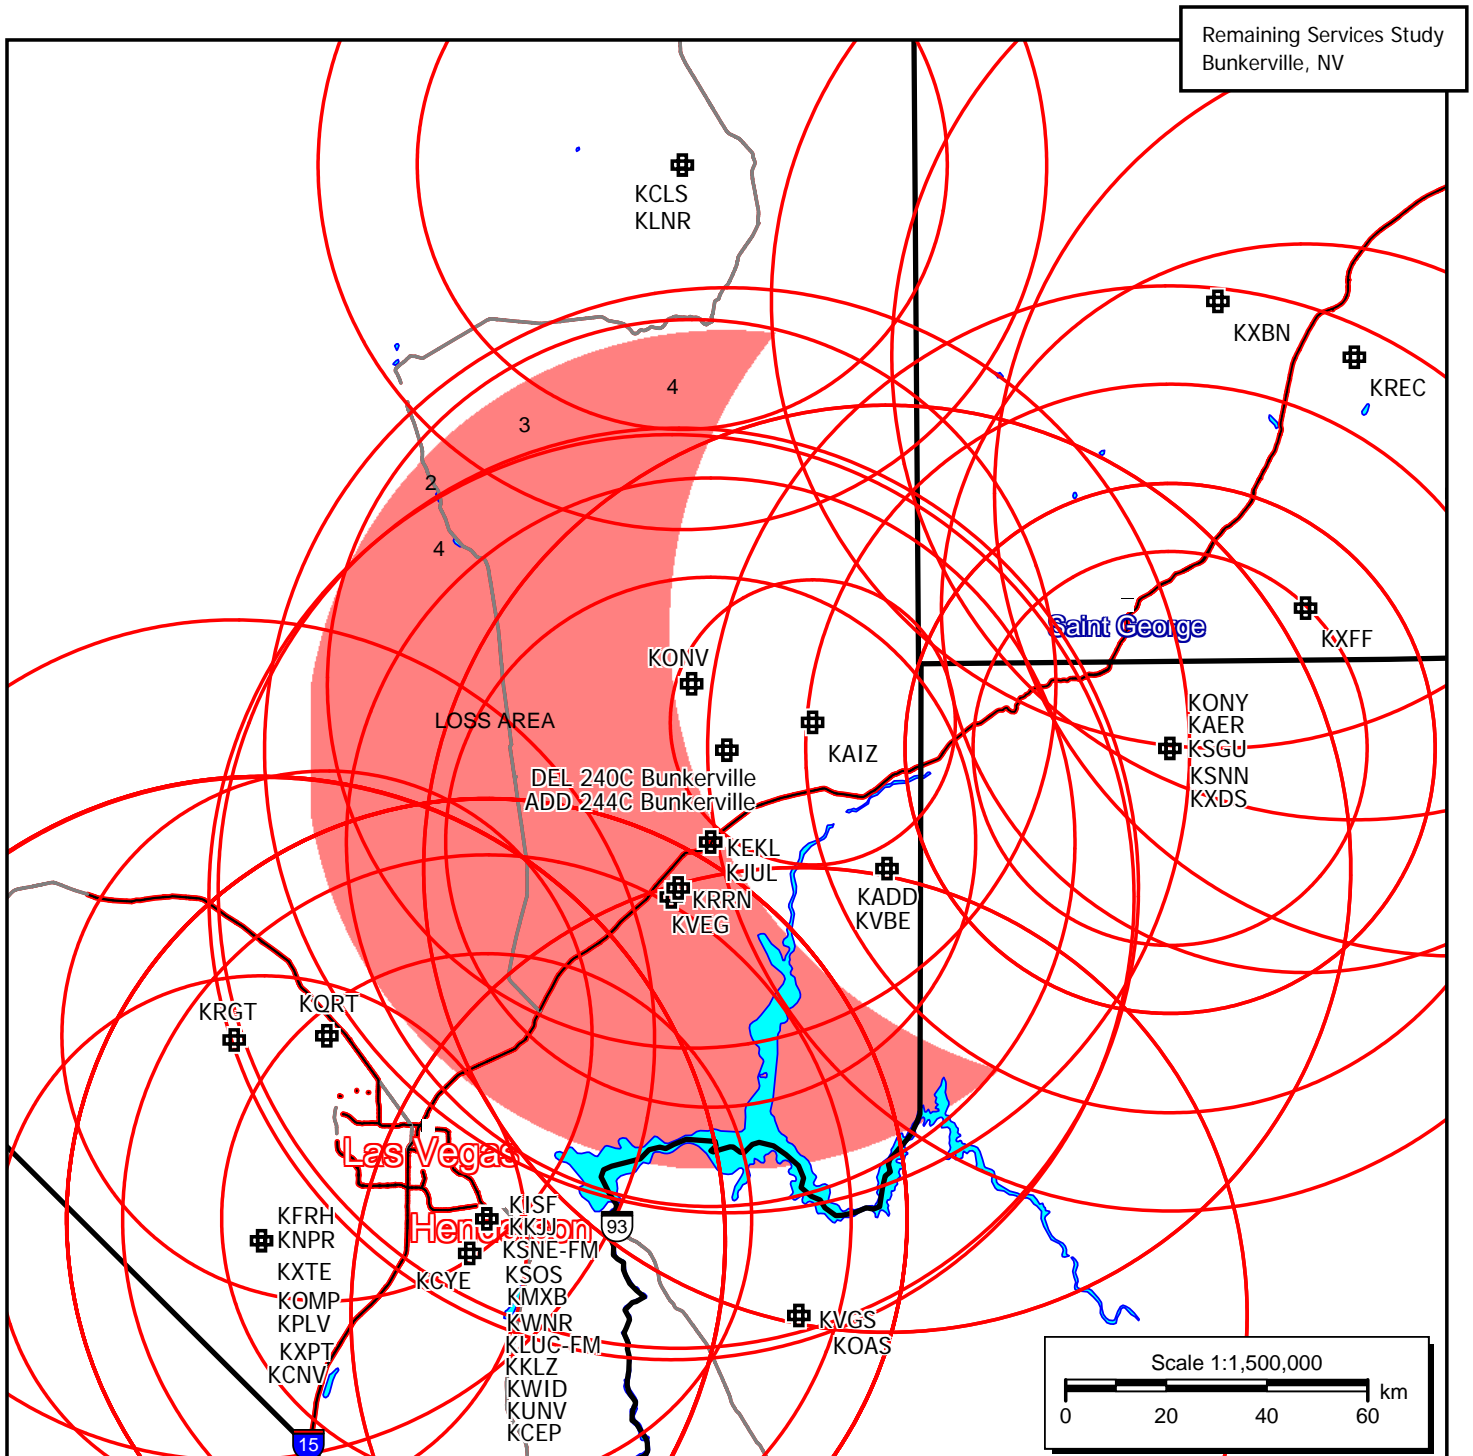 Remaining Services Study
Bunkerville, NV
KCLS
KLNR
KXBN
KREC
4
3
2
4
Saint George
KXFF
KONV
LOSS AREA
KAIZ
KONY
KAER
KSGU
KSNN
KXDS
DEL 240C Bunkerville
ADD 244C Bunkerville
KEKL
KJUL
KRRN
KVEG
KADD
KVBE
KRGT
KQRT
Las Vegas
Henderson
KFRH
KNPR
KXTE
KOMP
KPLV
KXPT
KCNV
KCYE
KISF
KKJJ
KSNE-FM
KSOS
KMXB
KWNR
KLUC-FM
KKLZ
KWID
KUNV
KCEP
93
KVGS
KOAS
15
Scale 1:1,500,000
km
0 20 40 60